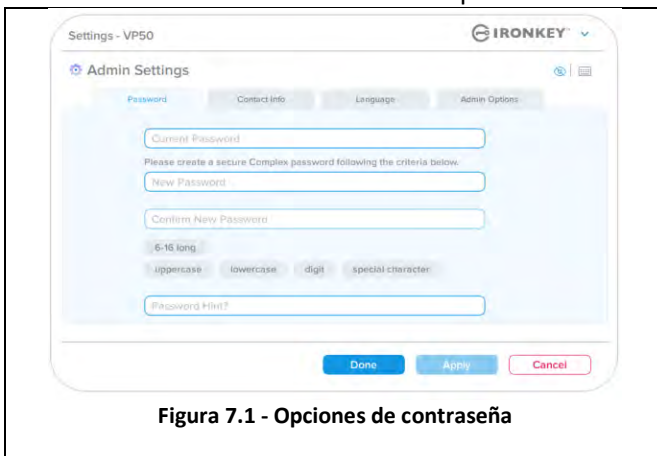 Settings - VP50
IRONKEY
Admin Settings
Password Contact Info Language Admin Options
Current Password
Please create a secure Complex password following the criteria below.
New Password
Confirm New Password
6-16 long
uppercase lowercase digit special character
Password Hint?
Done Apply Cancel
Figura 7.1 - Opciones de contraseña